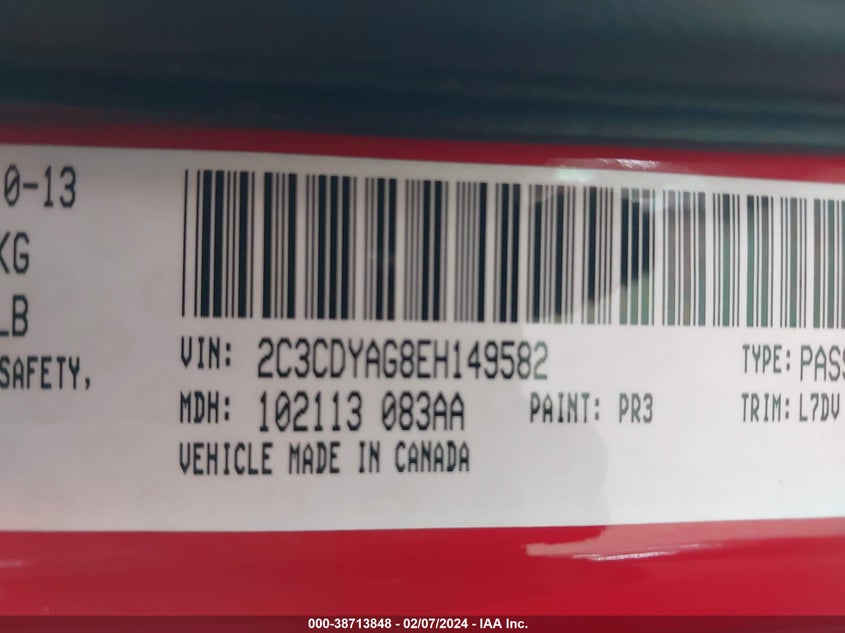 0-13
KG
LB
SAFETY,
VIN: 2C3CDYAG8EH149582 TYPE: PASS
MDH: 102113 083AA PAINT: PR3 TRIM: L7DV
VEHICLE MADE IN CANADA
000-38713848 - 02/07/2024 - IAA Inc.